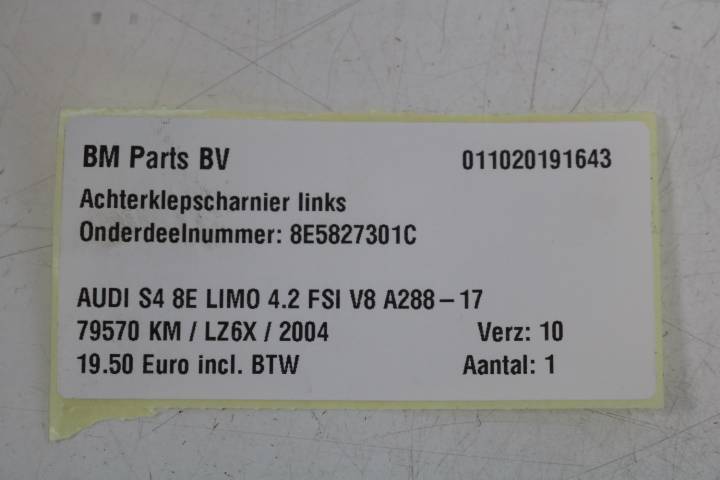 BM Parts BV 011020191643
Achterklepscharnier links
Onderdeelnummer: 8E5827301C
AUDI S4 8E LIMO 4.2 FSI V8 A288-17
79570 KM / LZ6X / 2004 Verz: 10
19.50 Euro incl. BTW Aantal: 1